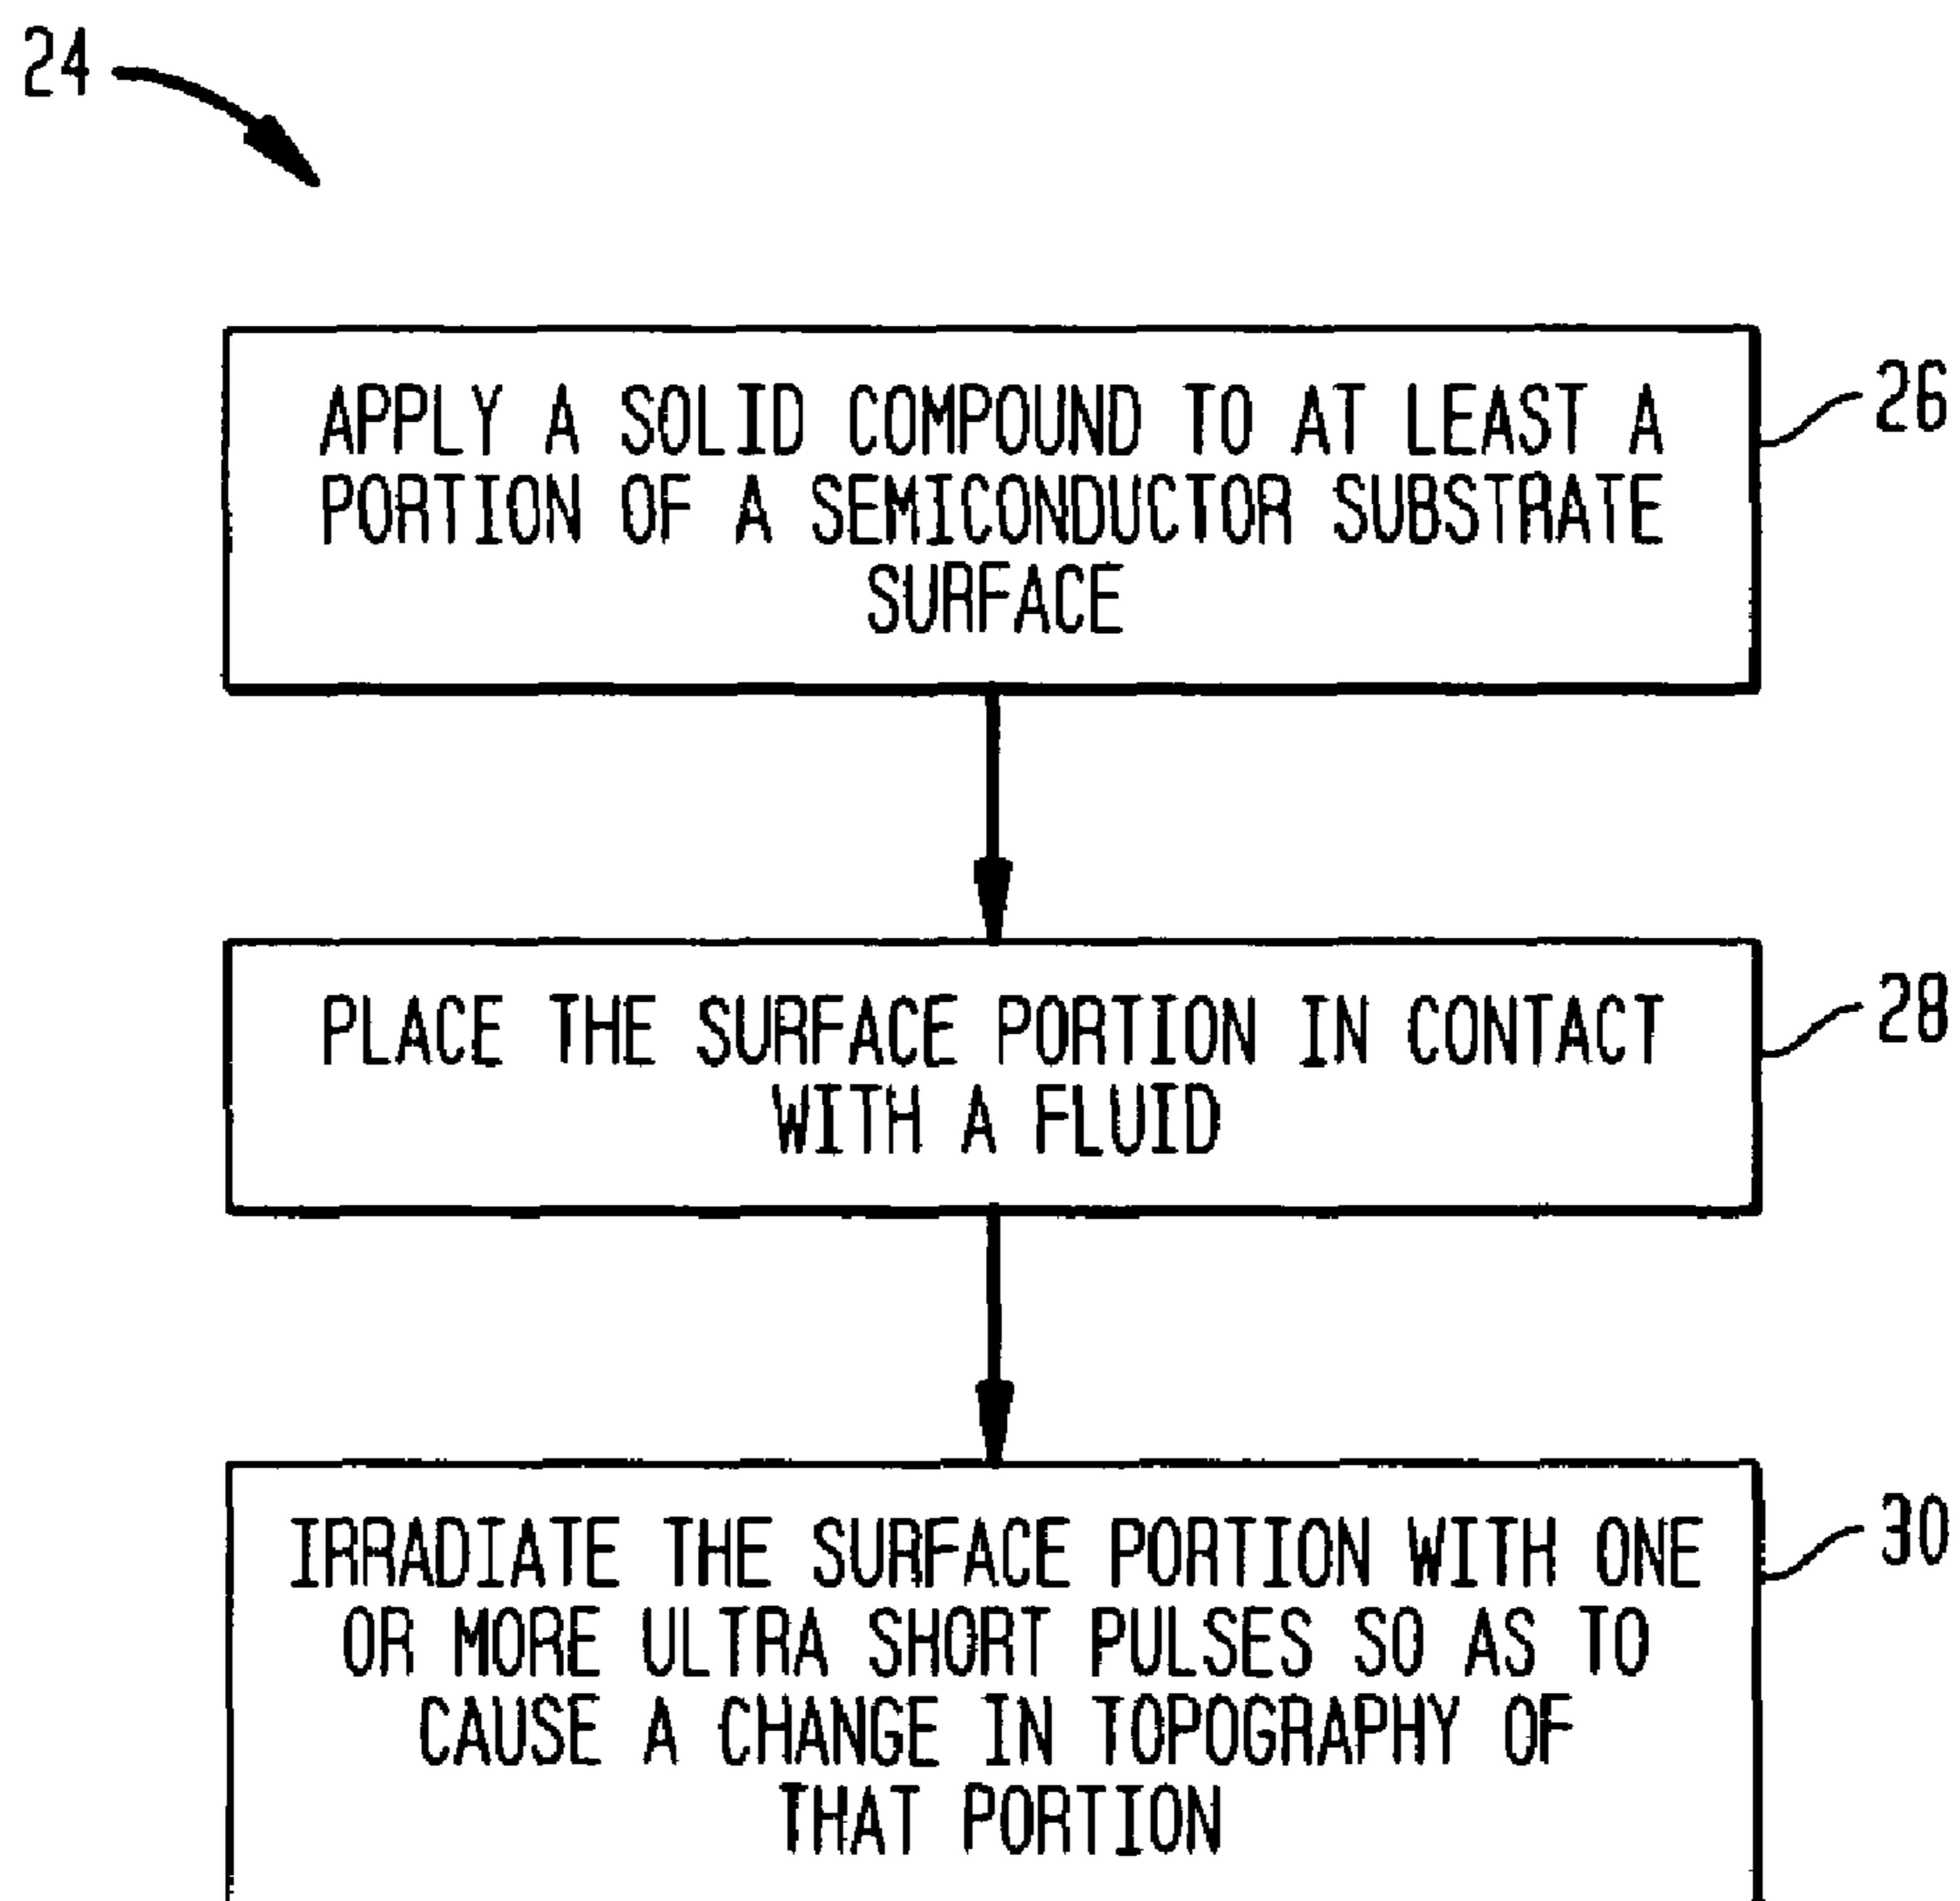 24
APPLY A SOLID COMPOUND TO AT LEAST A
PORTION OF A SEMICONDUCTOR SUBSTRATE
SURFACE
26
PLACE THE SURFACE PORTION IN CONTACT
WITH A FLUID
28
IRRADIATE THE SURFACE PORTION WITH ONE
OR MORE ULTRA SHORT PULSES SO AS TO
CAUSE A CHANGE IN TOPOGRAPHY OF
THAT PORTION
30